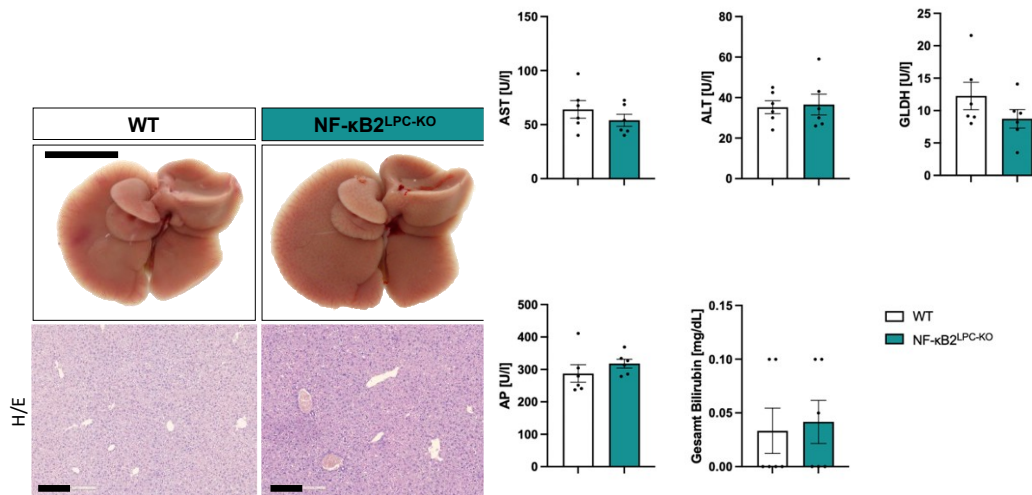 WT
NF-κB2LPC-KO
H/E
AST [U/l]
150
100
50
0
ALT [U/l]
80
60
40
20
0
GLDH [U/l]
25
20
15
10
5
0
AP [U/l]
500
400
300
200
100
0
Gesamt Bilirubin [mg/dL]
0.15
0.10
0.05
0.00
WT
NF-κB2LPC-KO